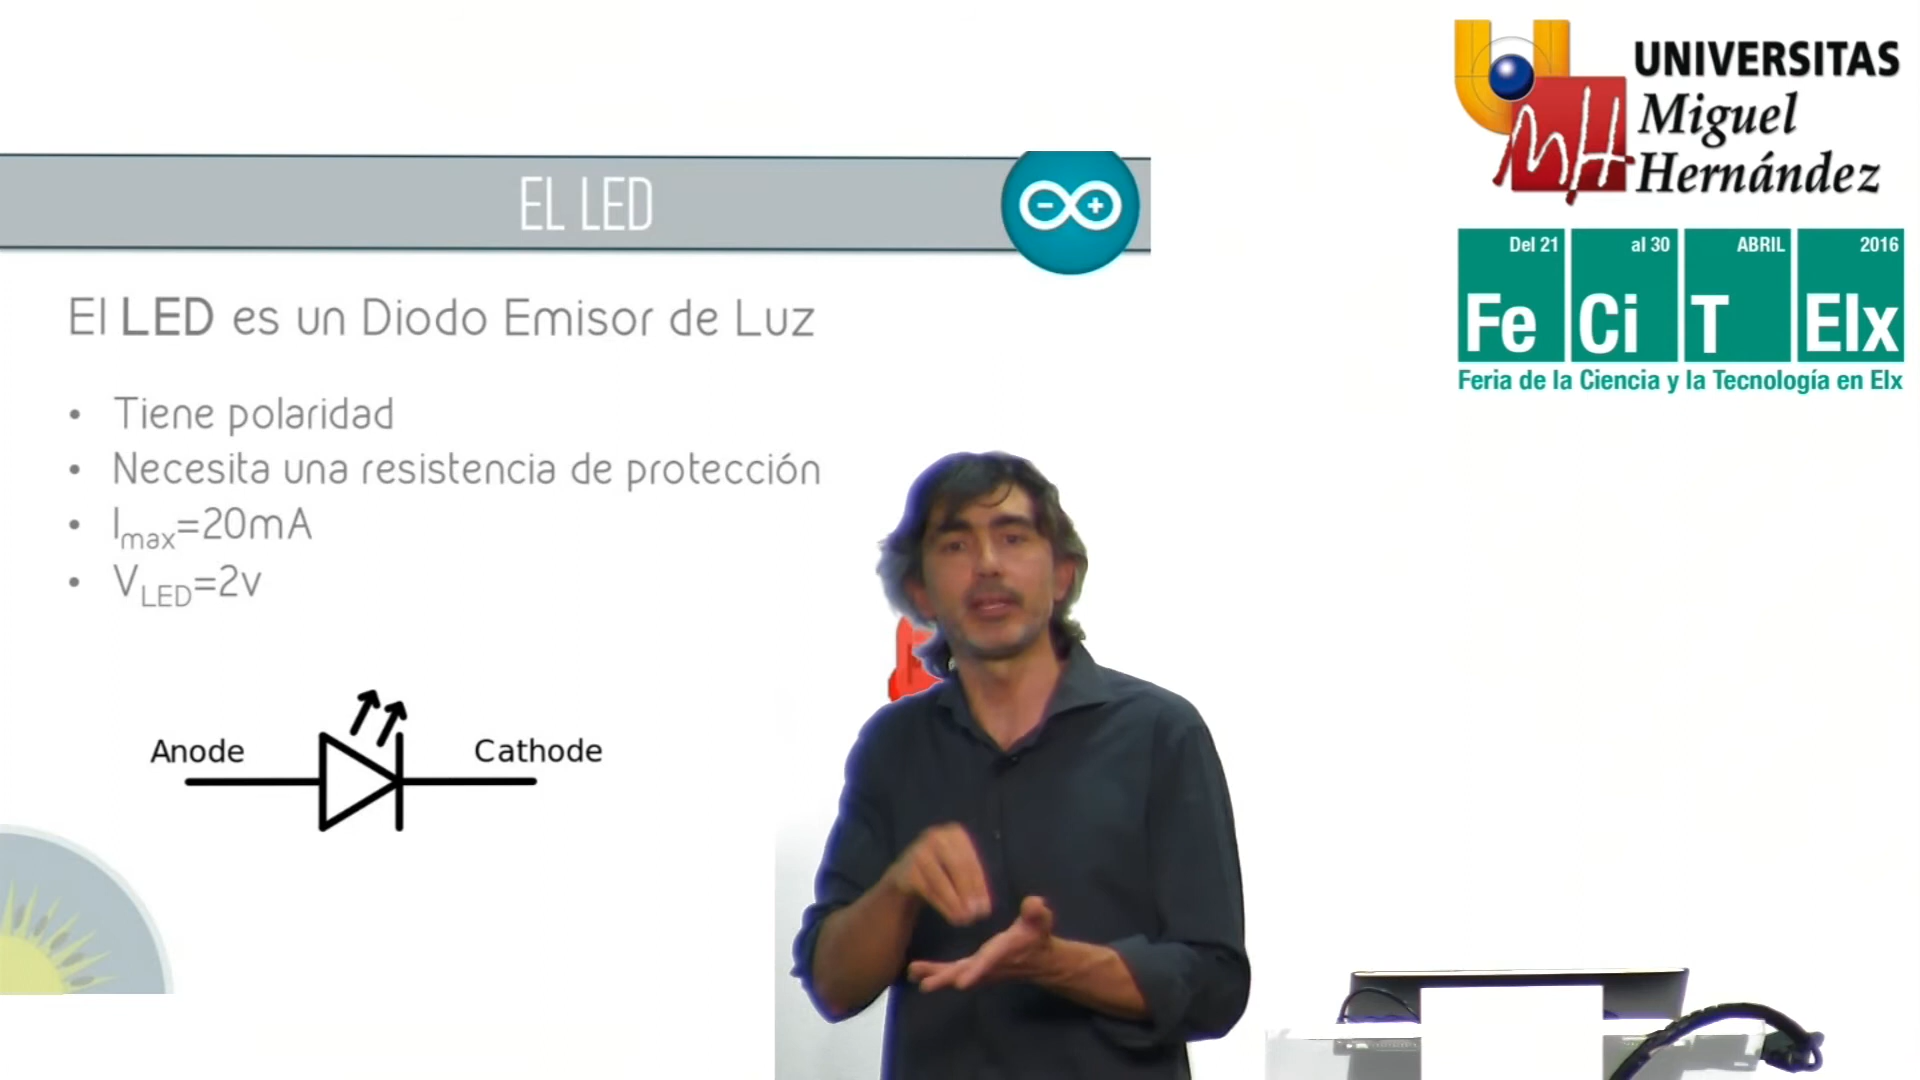 EL LED
El LED es un Diodo Emisor de Luz
• Tiene polaridad
• Necesita una resistencia de protección
• Imax=20mA
• VLED=2v
Anode
Cathode
UNIVERSITAS
Miguel
Hernández
Del 21 al 30 ABRIL 2016
Fe Ci T Elx
Feria de la Ciencia y la Tecnología en Elx